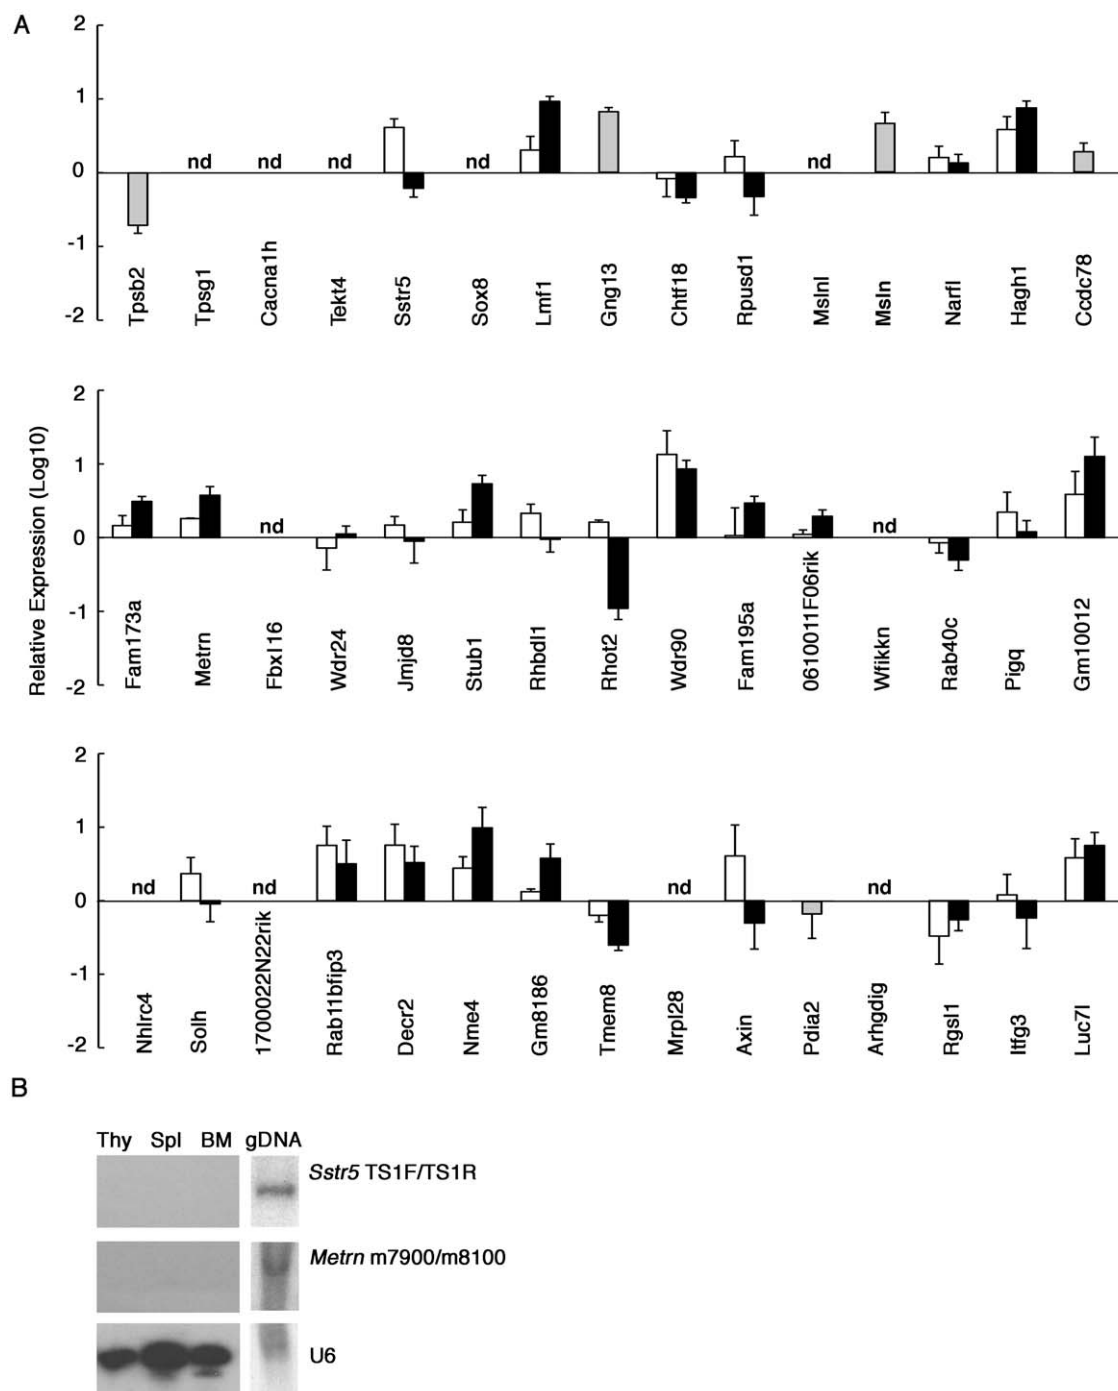 A
2
1
0
-1
-2
nd
nd
nd
nd
nd
Tpsb2
Tpsg1
Cacna1h
Tekt4
Sstr5
Sox8
Lmf1
Gng13
Chtf18
Rpusd1
Mslnl
Msln
Narfl
Hagh1
Ccdc78
Relative Expression (Log10)
2
1
0
-1
-2
nd
nd
Fam173a
Metrn
Fbxl16
Wdr24
Jmjd8
Stub1
Rhbdl1
Rhot2
Wdr90
Fam195a
0610011F06rik
Wfikkn
Rab40c
Pigq
Gm10012
2
1
0
-1
-2
nd
nd
nd
nd
Nhlrc4
Solh
1700022N22rik
Rab11bfip3
Decr2
Nme4
Gm8186
Tmem8
Mrpl28
Axin
Pdia2
Arhgdig
Rgsl1
Itfg3
Luc7l
B
Thy Spl BM gDNA
Sstr5 TS1F/TS1R
Metrn m7900/m8100
U6